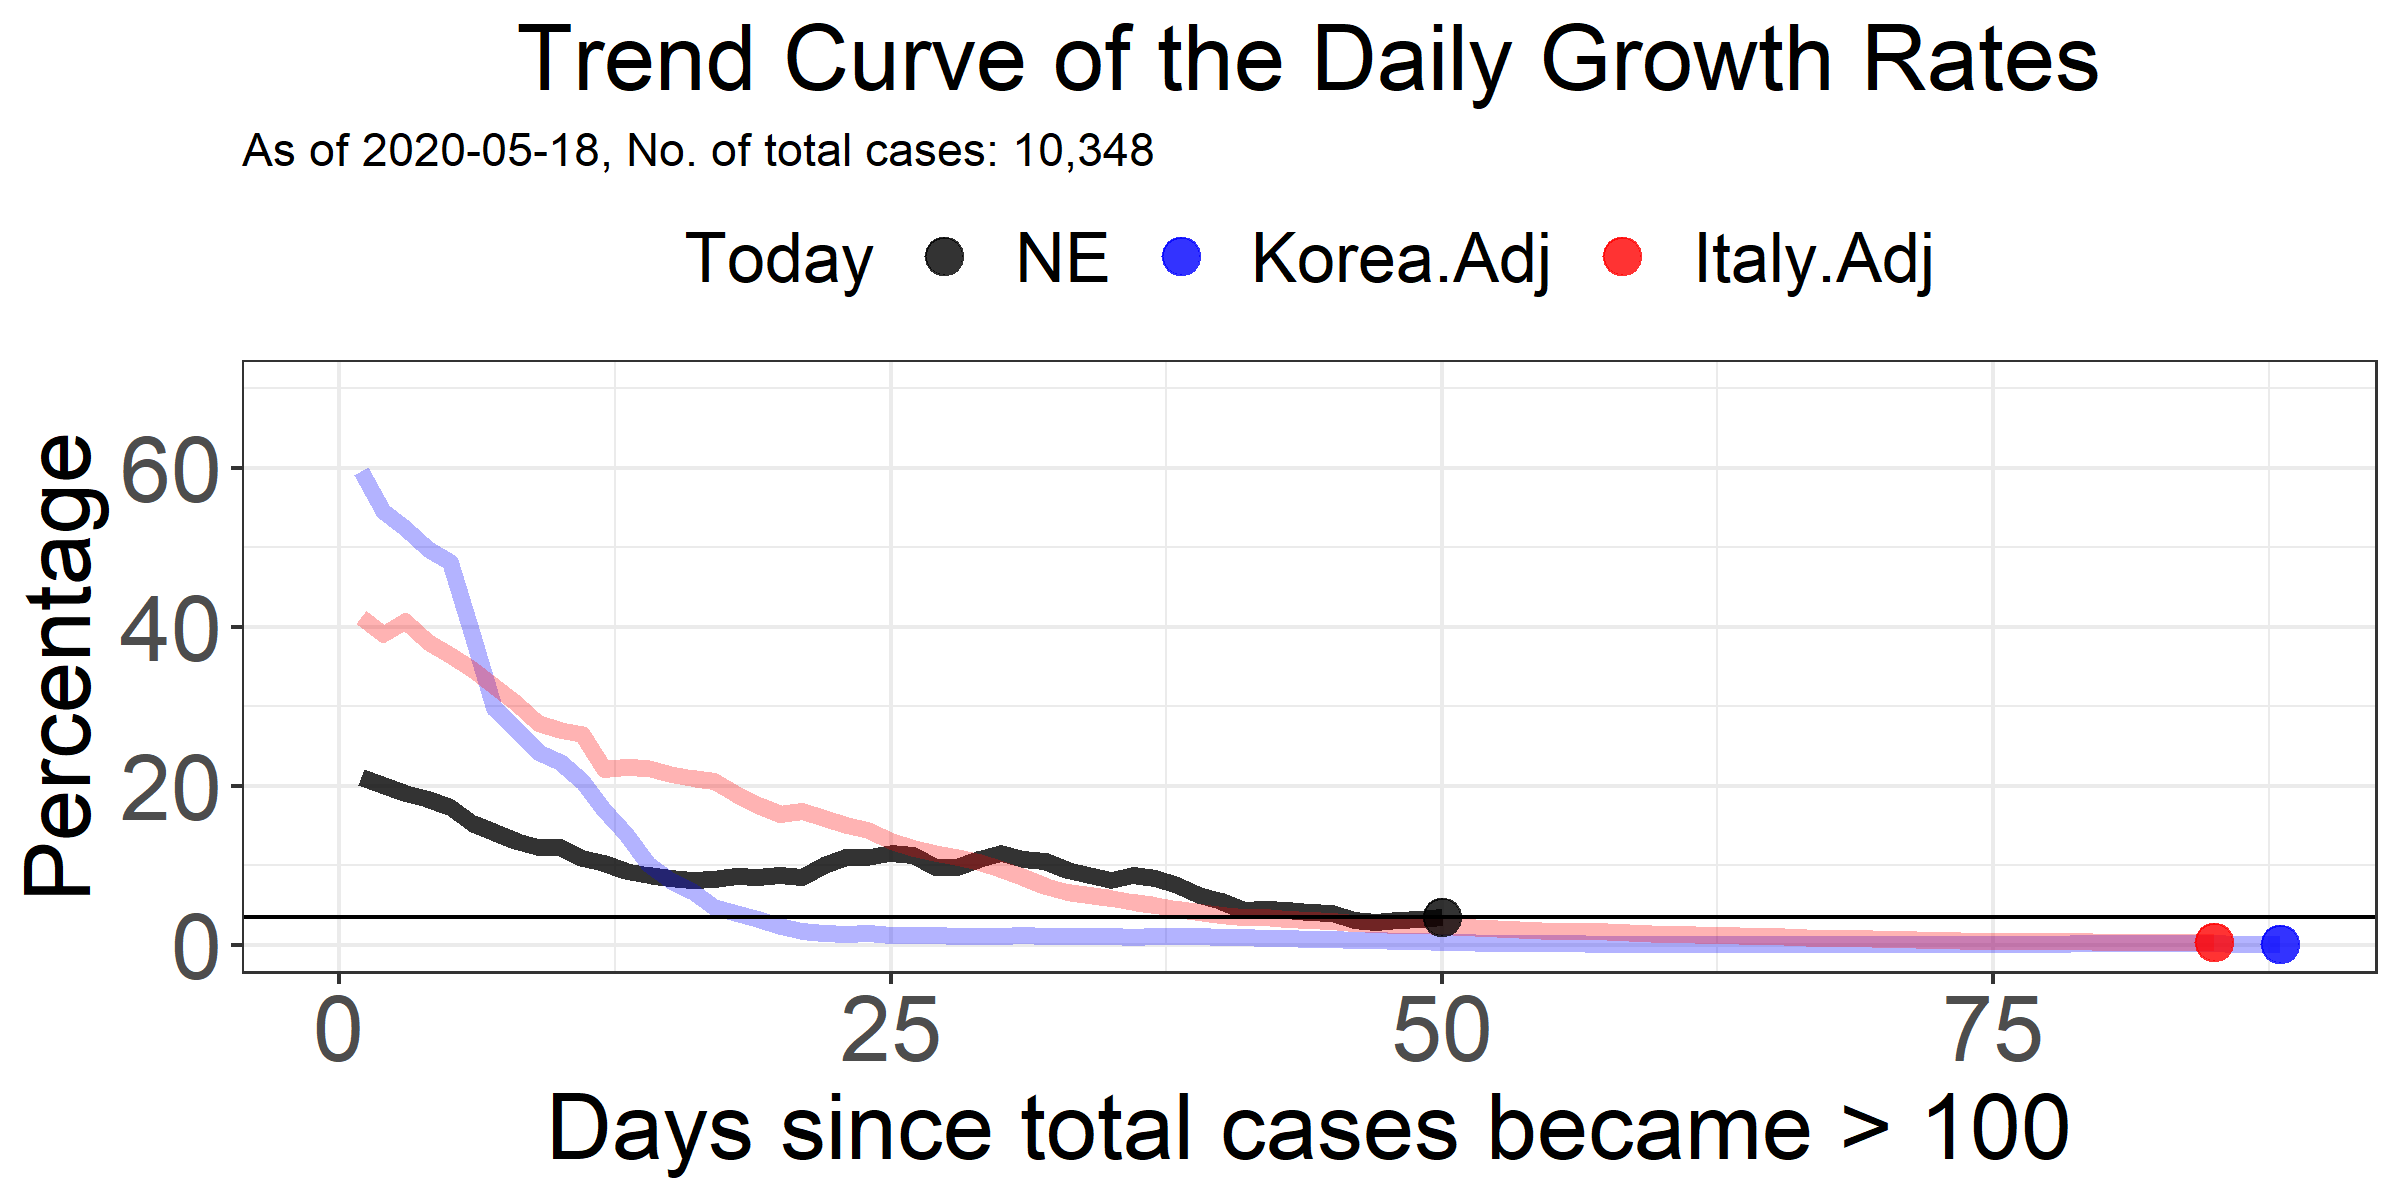 Trend Curve of the Daily Growth Rates
As of 2020-05-18, No. of total cases: 10,348
Today NE Korea.Adj Italy.Adj
Percentage
60
40
20
0
0 25 50 75
Days since total cases became > 100